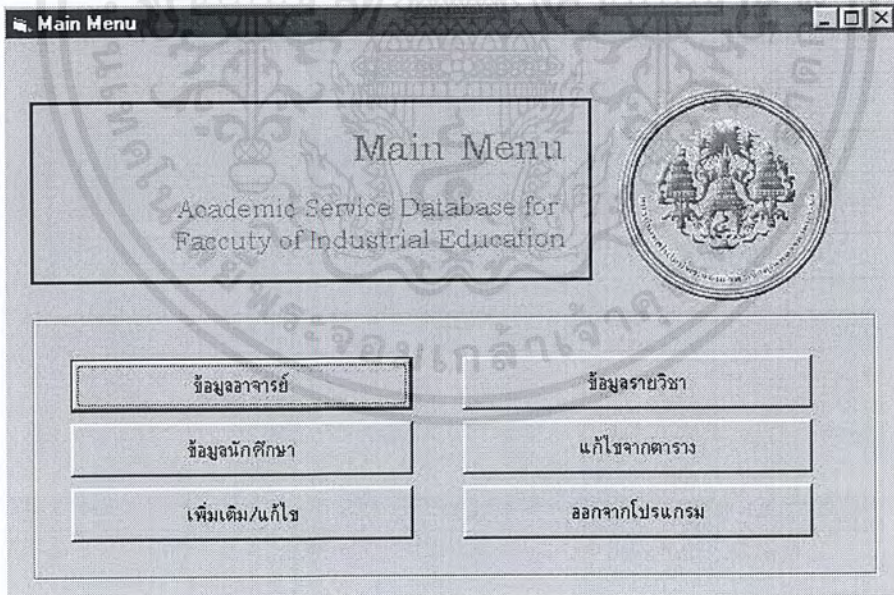 Main Menu
Main Menu
Academic Service Database for
Faccuty of Industrial Education
ข้อมูลอาจารย์
ข้อมูลรายวิชา
ข้อมูลนักศึกษา
แก้ไขจากตาราง
เพิ่มเติม/แก้ไข
ออกจากโปรแกรม